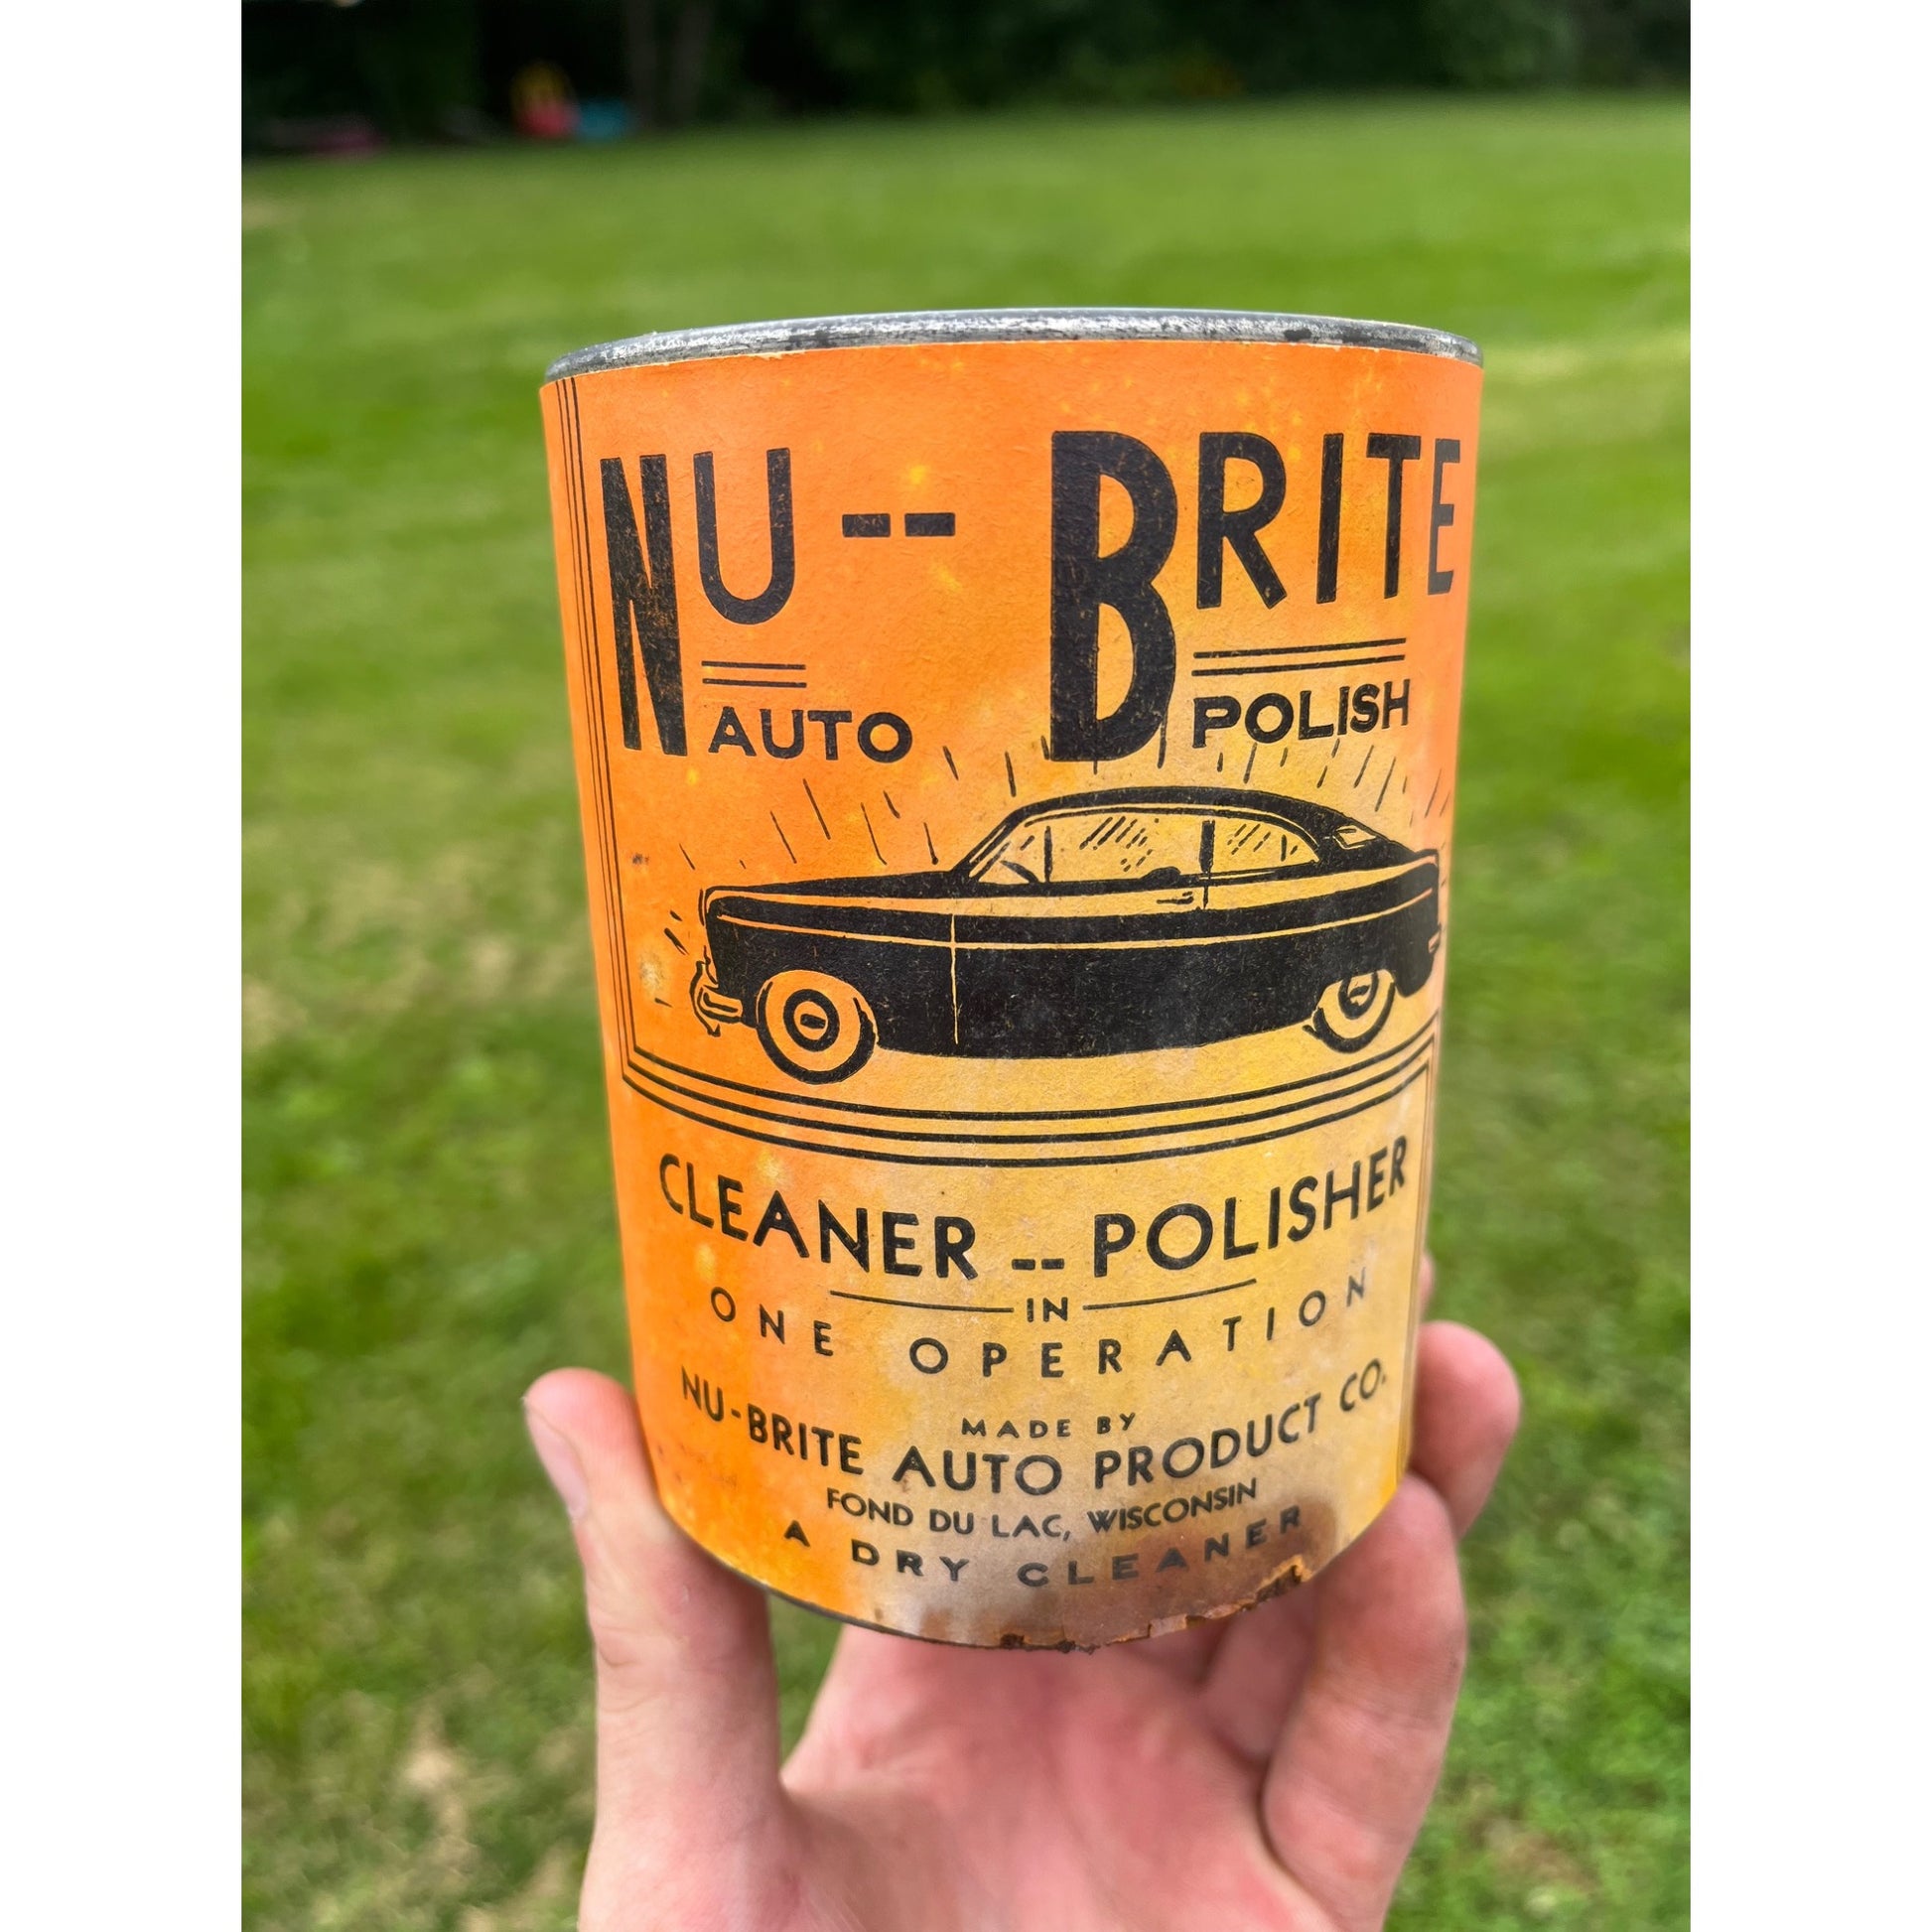 NU -- BRITE
AUTO POLISH
CLEANER -- POLISHER
IN
ONE OPERATION
MADE BY
NU-BRITE AUTO PRODUCT CO.
FOND DU LAC, WISCONSIN
A DRY CLEANER